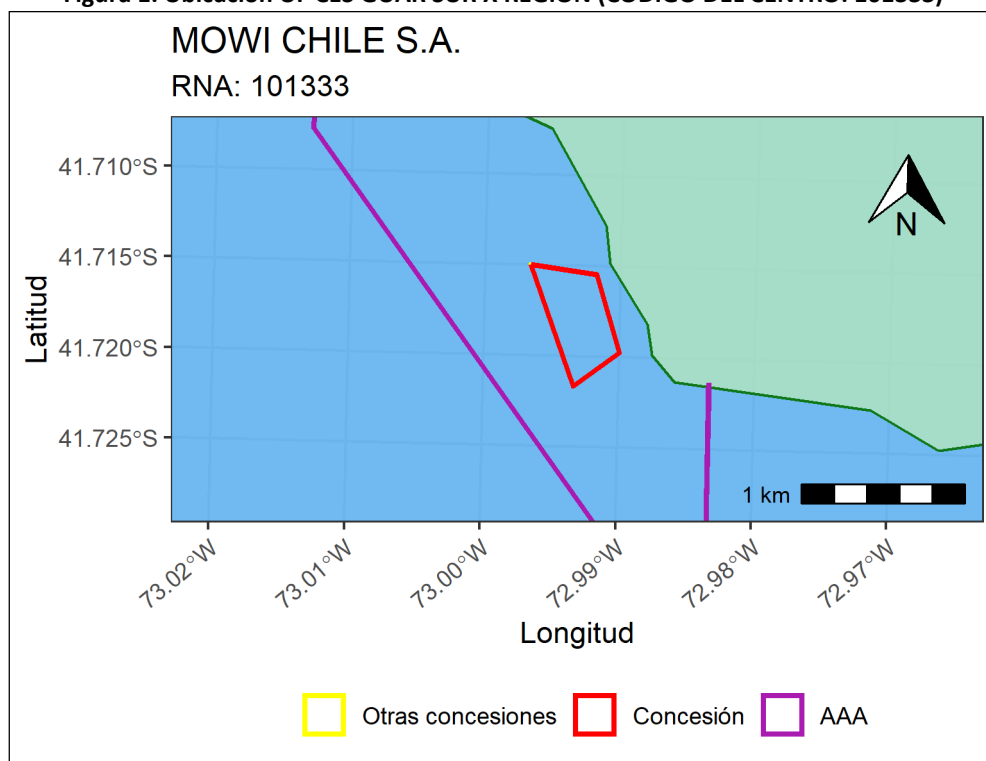 MOWI CHILE S.A.
RNA: 101333
41.710°S
41.715°S
41.720°S
41.725°S
Latitud
N
1 km
73.02°W
73.01°W
73.00°W
72.99°W
72.98°W
72.97°W
Longitud
Otras concesiones
Concesión
AAA